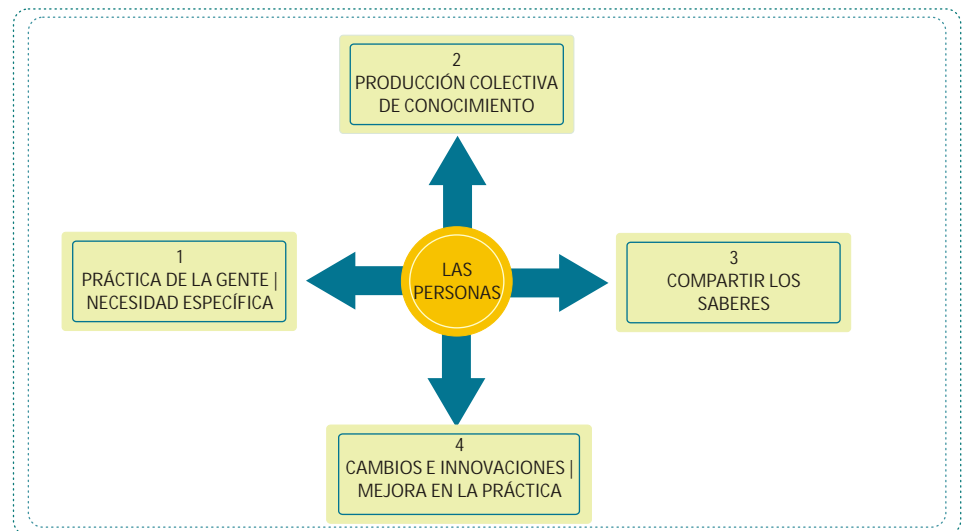 2
PRODUCCIÓN COLECTIVA
DE CONOCIMIENTO
1
PRÁCTICA DE LA GENTE |
NECESIDAD ESPECÍFICA
LAS
PERSONAS
3
COMPARTIR LOS
SABERES
4
CAMBIOS E INNOVACIONES |
MEJORA EN LA PRÁCTICA